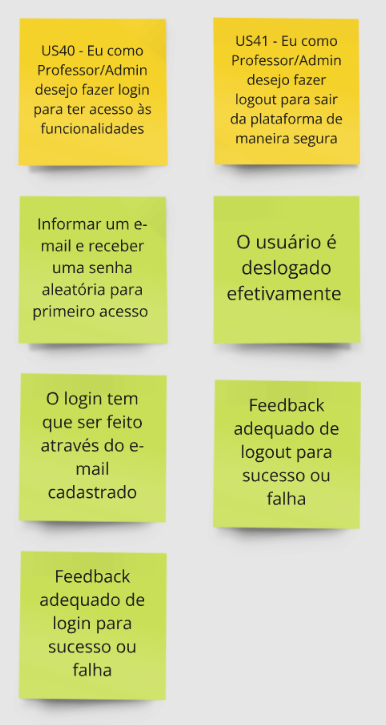 US40 - Eu como
Professor/Admin
desejo fazer login
para ter acesso às
funcionalidades
US41 - Eu como
Professor/Admin
desejo fazer
logout para sair
da plataforma de
maneira segura
Informar um e-
mail e receber
uma senha
aleatória para
primeiro acesso
O usuário é
deslogado
efetivamente
O login tem
que ser feito
através do e-
mail
cadastrado
Feedback
adequado de
logout para
sucesso ou
falha
Feedback
adequado de
login para
sucesso ou
falha